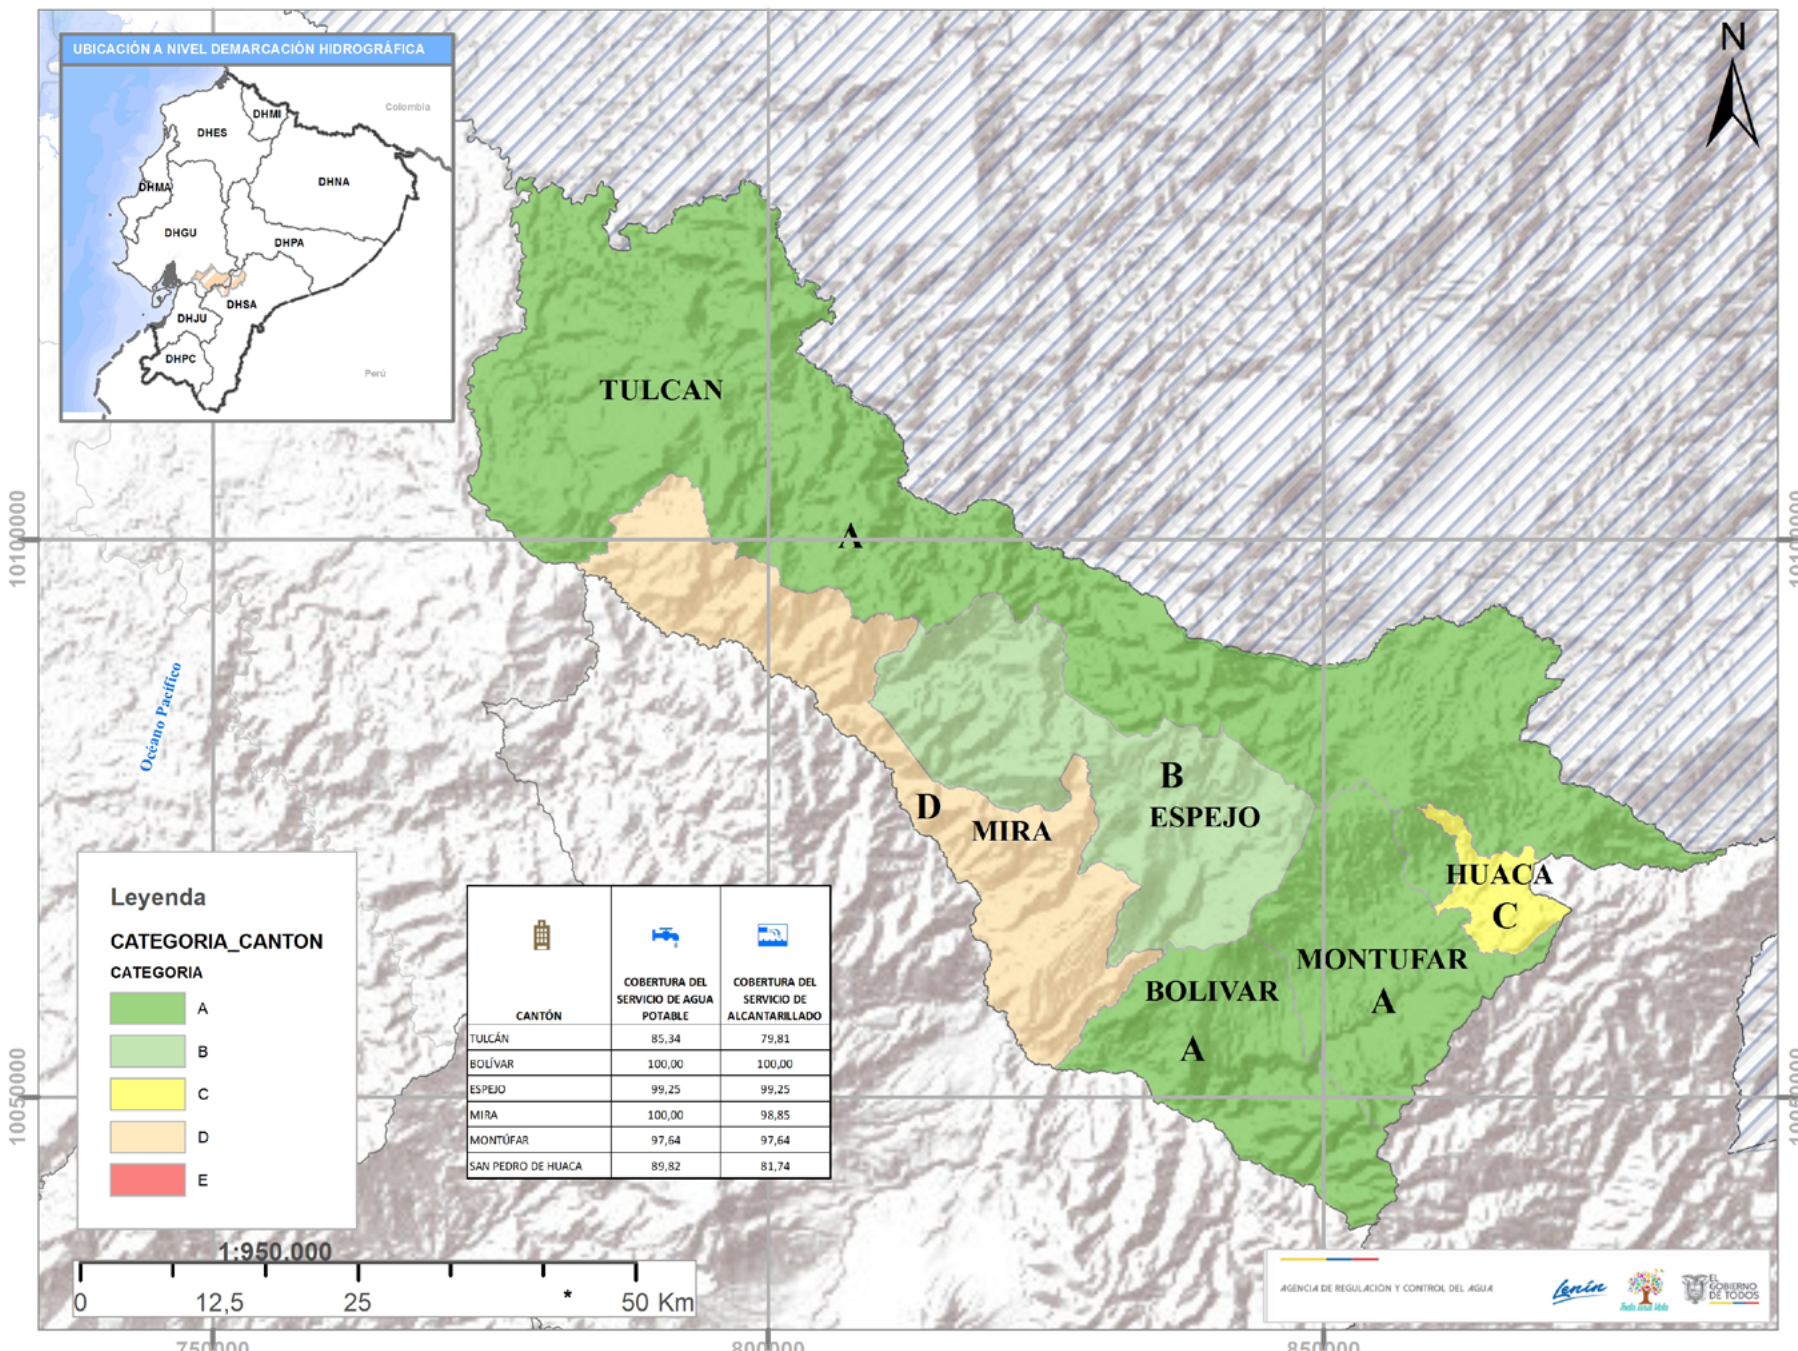 UBICACIÓN A NIVEL DEMARCACIÓN HIDROGRÁFICA
Colombia
DHMI
DHES
DHNA
DHMA
DHGU
DHPA
DHSA
DHJU
DHPC
Perú
N
TULCAN
A
B
ESPEJO
D
MIRA
HUACA
C
MONTUFAR
A
BOLIVAR
A
Océano Pacífico
10100000
10100000
10050000
10050000
Leyenda
CATEGORIA_CANTON
CATEGORIA
A
B
C
D
E
CANTÓN COBERTURA DEL SERVICIO DE AGUA POTABLE COBERTURA DEL SERVICIO DE ALCANTARILLADO
TULCÁN 85,34 79,81
BOLÍVAR 100,00 100,00
ESPEJO 99,25 99,25
MIRA 100,00 98,85
MONTÚFAR 97,64 97,64
SAN PEDRO DE HUACA 89,82 81,74
1:950.000
0 12,5 25 * 50 Km
AGENCIA DE REGULACIÓN Y CONTROL DEL AGUA
Lenín
Toda una Vida
EL GOBIERNO DE TODOS
750000 800000 850000